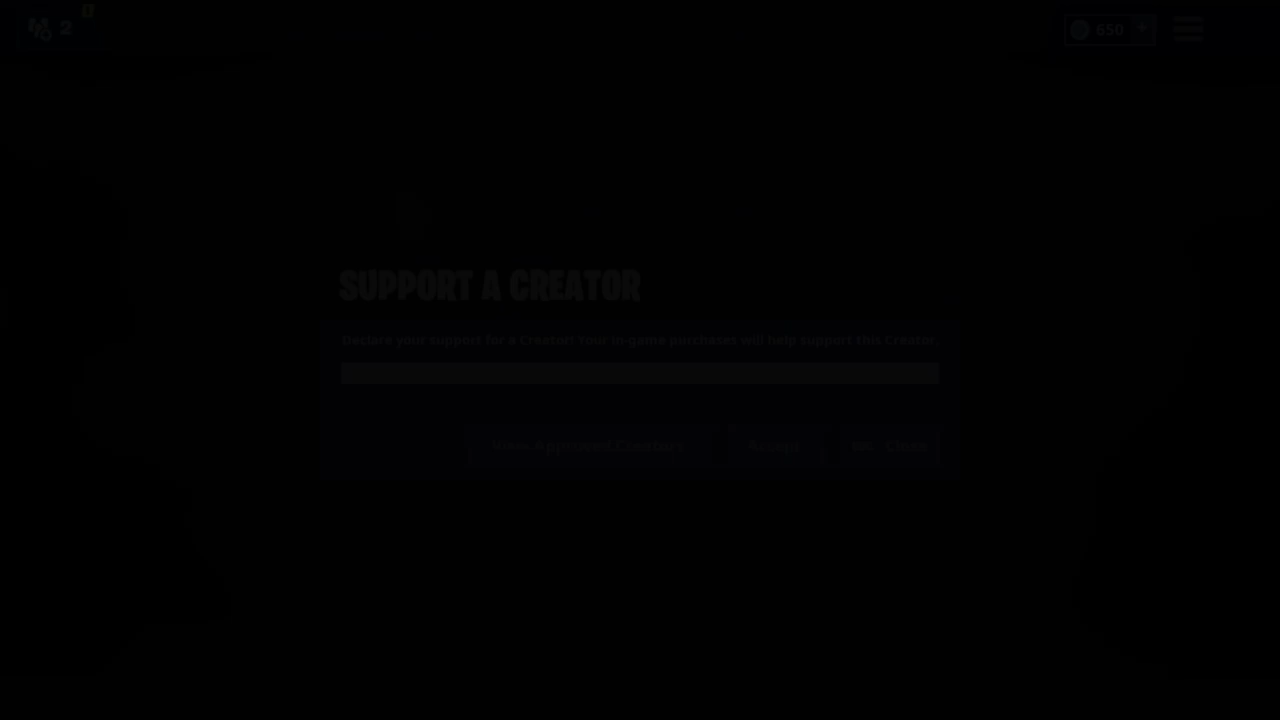 2
650 +
SUPPORT A CREATOR
Declare your support for a Creator! Your in-game purchases will help support this Creator.
View Approved Creators Accept Close